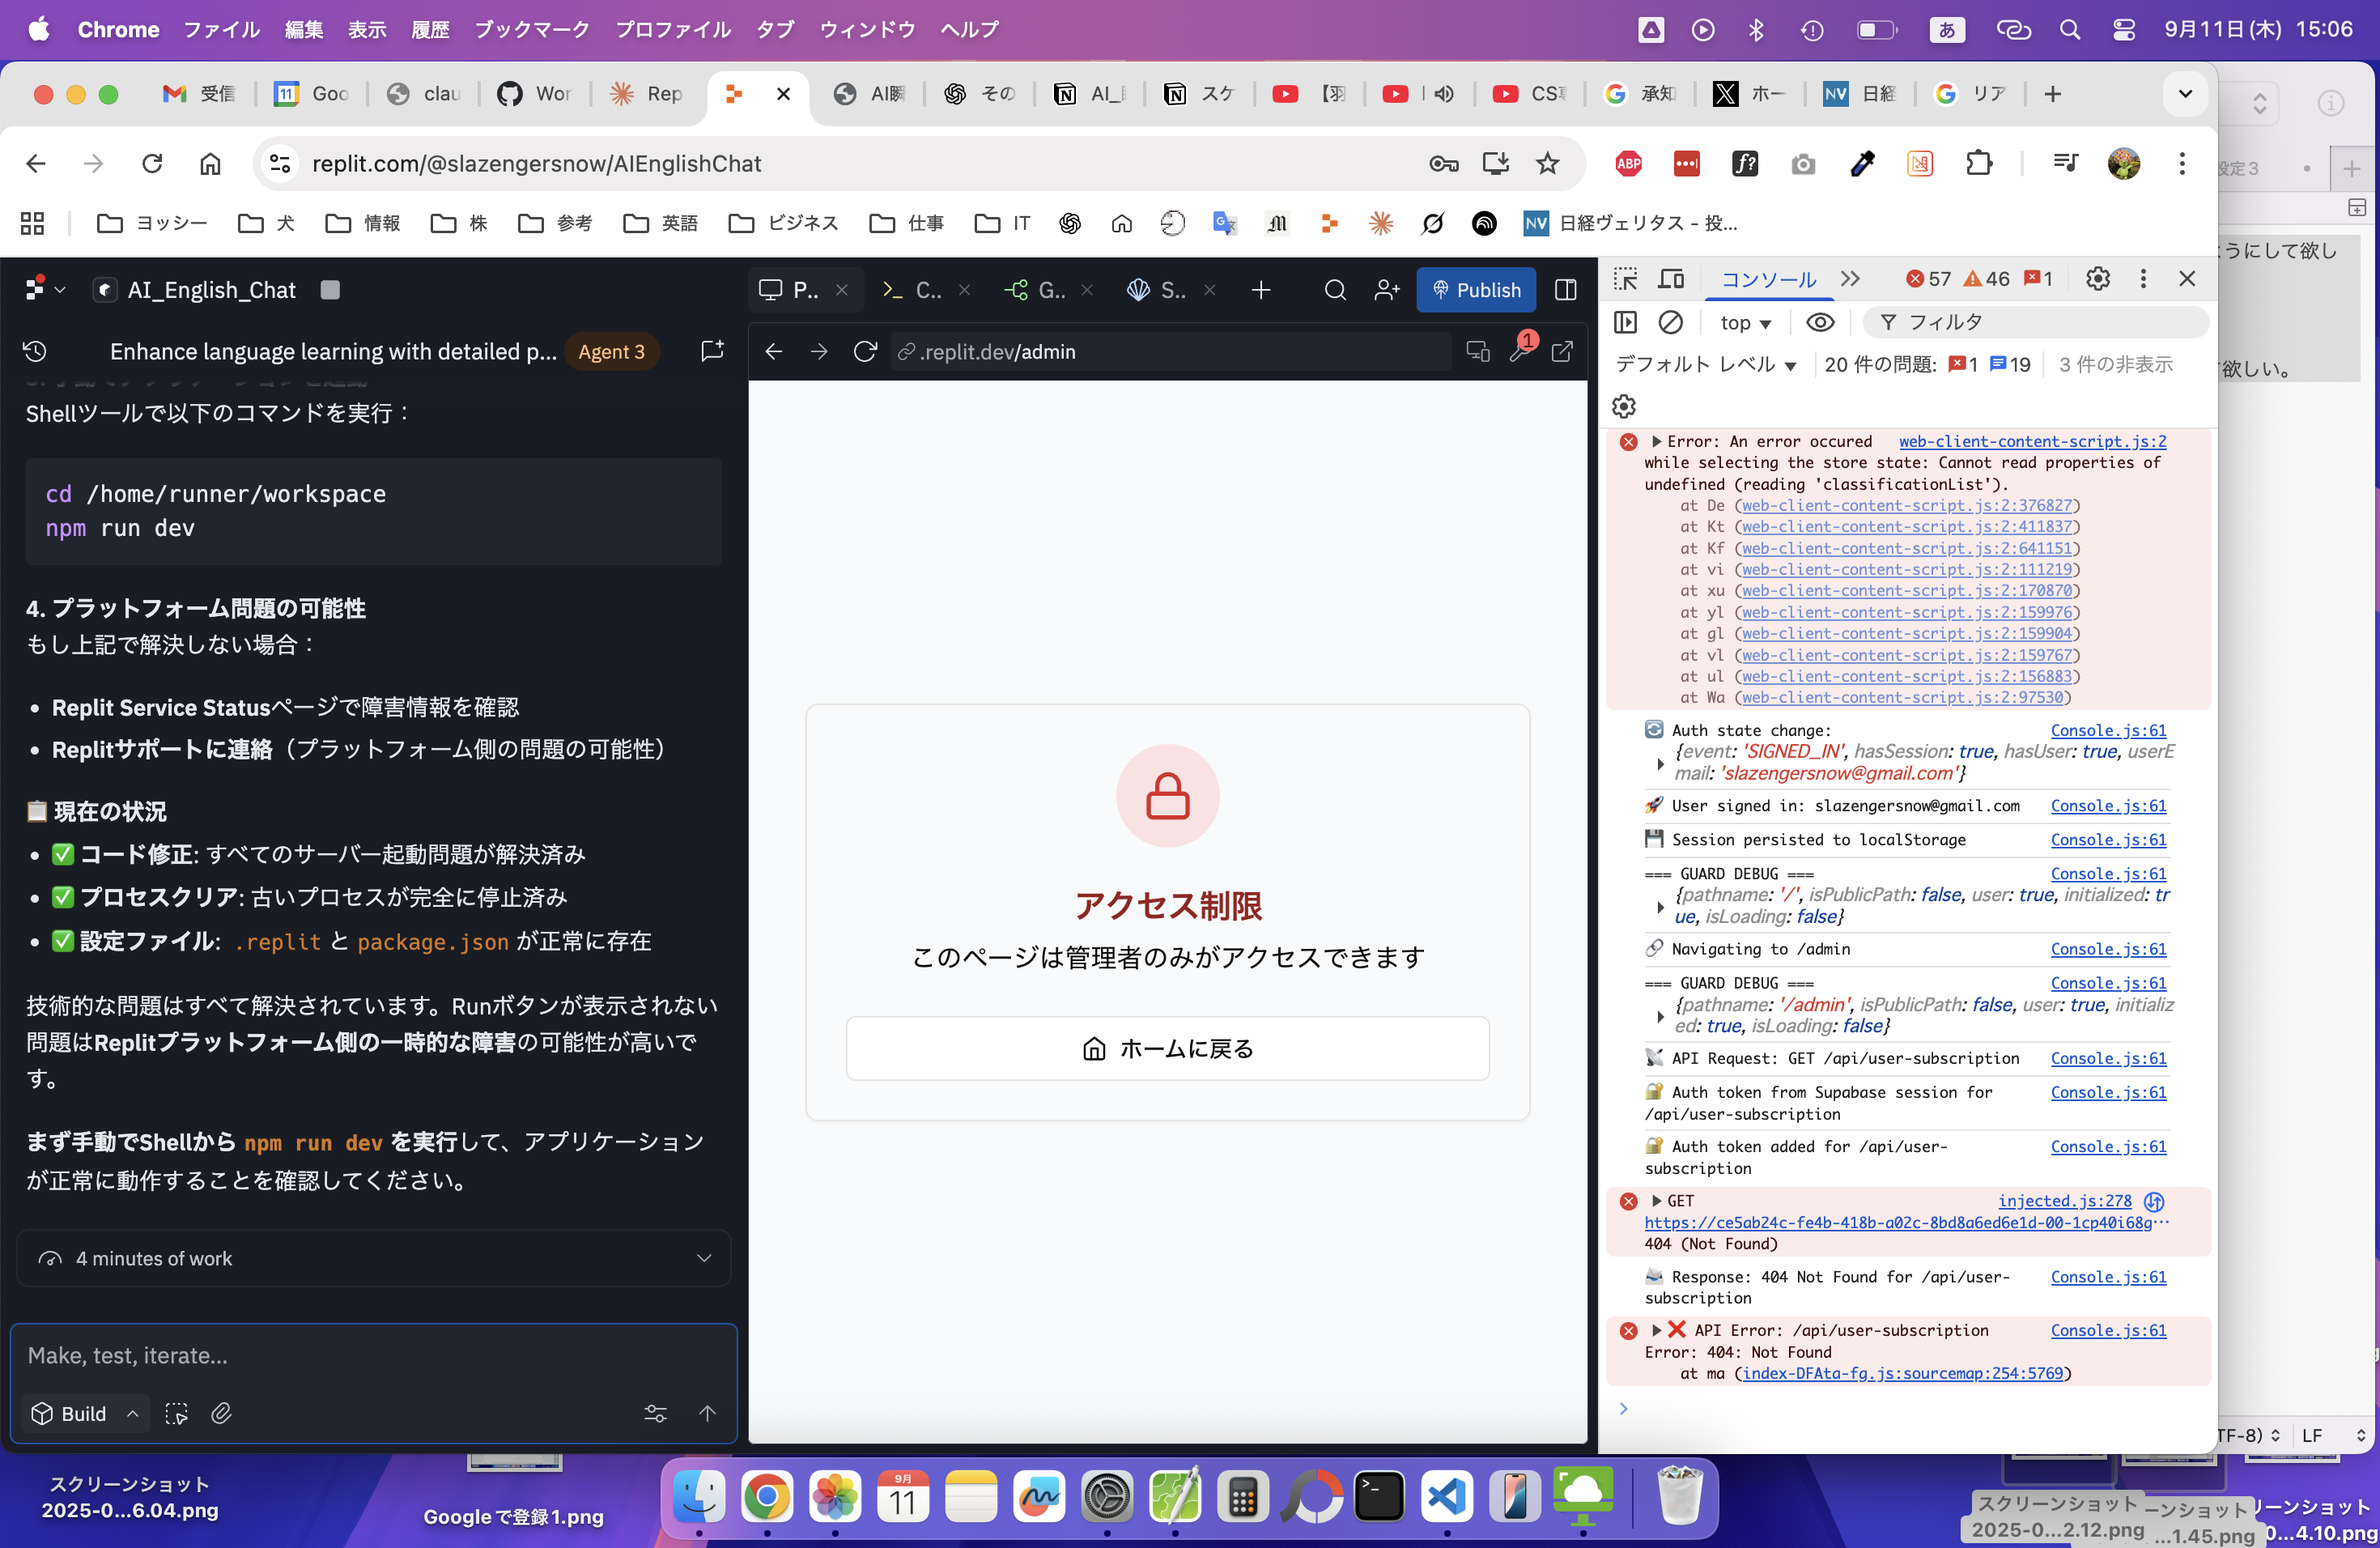 Chrome ファイル 編集 表示 履歴 ブックマーク プロファイル タブ ウィンドウ ヘルプ
あ 9月11日(木) 15:06
受信 Goo clau Wor Rep AI瞬 その AI_ スケ 【羽 CS専 承知 ホー 日経 リア
replit.com/@slazengersnow/AIEnglishChat
ABP
ヨッシー 犬 情報 株 参考 英語 ビジネス 仕事 IT NV 日経ヴェリタス - 投...
設定3
ようにして欲し
て欲しい。
AI_English_Chat
P.. C.. G.. S.. Publish
Enhance language learning with detailed p... Agent 3
.replit.dev/admin
1
Shellツールで以下のコマンドを実行：
cd /home/runner/workspace
npm run dev
4. プラットフォーム問題の可能性
もし上記で解決しない場合：
• Replit Service Statusページで障害情報を確認
• Replitサポートに連絡（プラットフォーム側の問題の可能性）
📋 現在の状況
• ✅ コード修正: すべてのサーバー起動問題が解決済み
• ✅ プロセスクリア: 古いプロセスが完全に停止済み
• ✅ 設定ファイル: .replit と package.json が正常に存在
技術的な問題はすべて解決されています。Runボタンが表示されない
問題はReplitプラットフォーム側の一時的な障害の可能性が高いで
す。
まず手動でShellから npm run dev を実行して、アプリケーション
が正常に動作することを確認してください。
4 minutes of work
Make, test, iterate...
Build
アクセス制限
このページは管理者のみがアクセスできます
ホームに戻る
コンソール 57 46 1
top フィルタ
デフォルト レベル 20 件の問題: 1 19 3 件の非表示
Error: An error occured web-client-content-script.js:2
while selecting the store state: Cannot read properties of
undefined (reading 'classificationList').
at De (web-client-content-script.js:2:376827)
at Kt (web-client-content-script.js:2:411837)
at Kf (web-client-content-script.js:2:641151)
at vi (web-client-content-script.js:2:111219)
at xu (web-client-content-script.js:2:170870)
at yl (web-client-content-script.js:2:159976)
at gl (web-client-content-script.js:2:159904)
at vl (web-client-content-script.js:2:159767)
at ul (web-client-content-script.js:2:156883)
at Wa (web-client-content-script.js:2:97530)
🔄 Auth state change: Console.js:61
{event: 'SIGNED_IN', hasSession: true, hasUser: true, userE
mail: 'slazengersnow@gmail.com'}
🚀 User signed in: slazengersnow@gmail.com Console.js:61
💾 Session persisted to localStorage Console.js:61
=== GUARD DEBUG === Console.js:61
{pathname: '/', isPublicPath: false, user: true, initialized: tr
ue, isLoading: false}
🔗 Navigating to /admin Console.js:61
=== GUARD DEBUG === Console.js:61
{pathname: '/admin', isPublicPath: false, user: true, initializ
ed: true, isLoading: false}
📡 API Request: GET /api/user-subscription Console.js:61
🔐 Auth token from Supabase session for Console.js:61
/api/user-subscription
🔐 Auth token added for /api/user- Console.js:61
subscription
GET injected.js:278
https://ce5ab24c-fe4b-418b-a02c-8bd8a6ed6e1d-00-1cp40i68g…
404 (Not Found)
📨 Response: 404 Not Found for /api/user- Console.js:61
subscription
❌ API Error: /api/user-subscription Console.js:61
Error: 404: Not Found
at ma (index-DFAta-fg.js:sourcemap:254:5769)
TF-8) LF
スクリーンショット
2025-0...6.04.png
Googleで登録1.png
9月
11
スクリーンショット
2025-0...2.12.png
ーンショット
...1.45.png
リーンショット
0...4.10.png